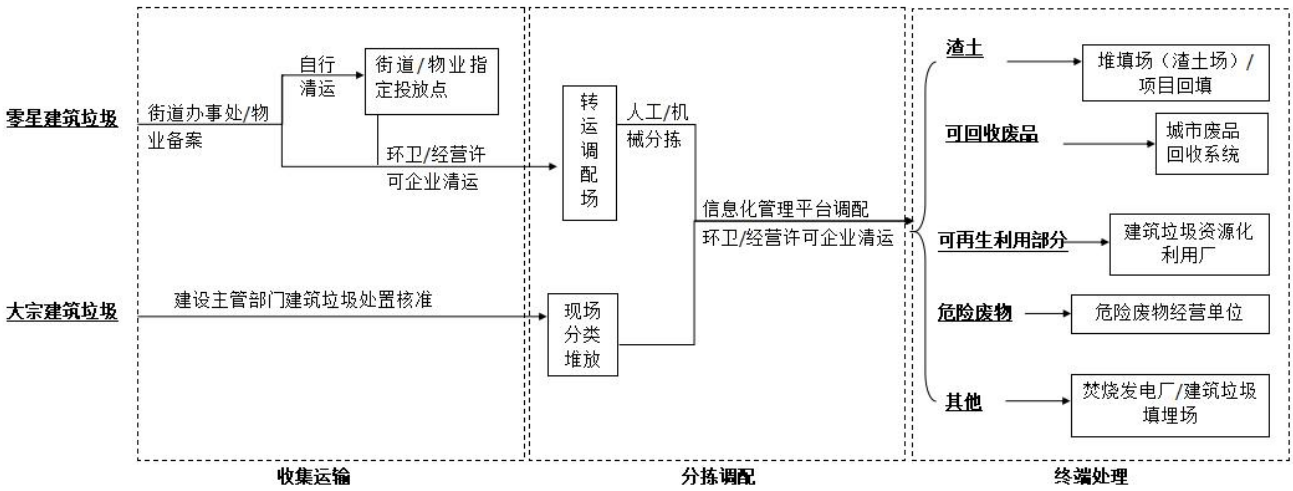 零星建筑垃圾
街道办事处/物
业备案
自行
清运
街道/物业指
定投放点
环卫/经营许
可企业清运
大宗建筑垃圾
建设主管部门建筑垃圾处置核准
收集运输
转
运
调
配
场
人工/机
械分拣
现场
分类
堆放
信息化管理平台调配
环卫/经营许可企业清运
分拣调配
渣土
堆填场（渣土场）/
项目回填
可回收废品
城市废品
回收系统
可再生利用部分
建筑垃圾资源化
利用厂
危险废物
危险废物经营单位
其他
焚烧发电厂/建筑垃圾
填埋场
终端处理